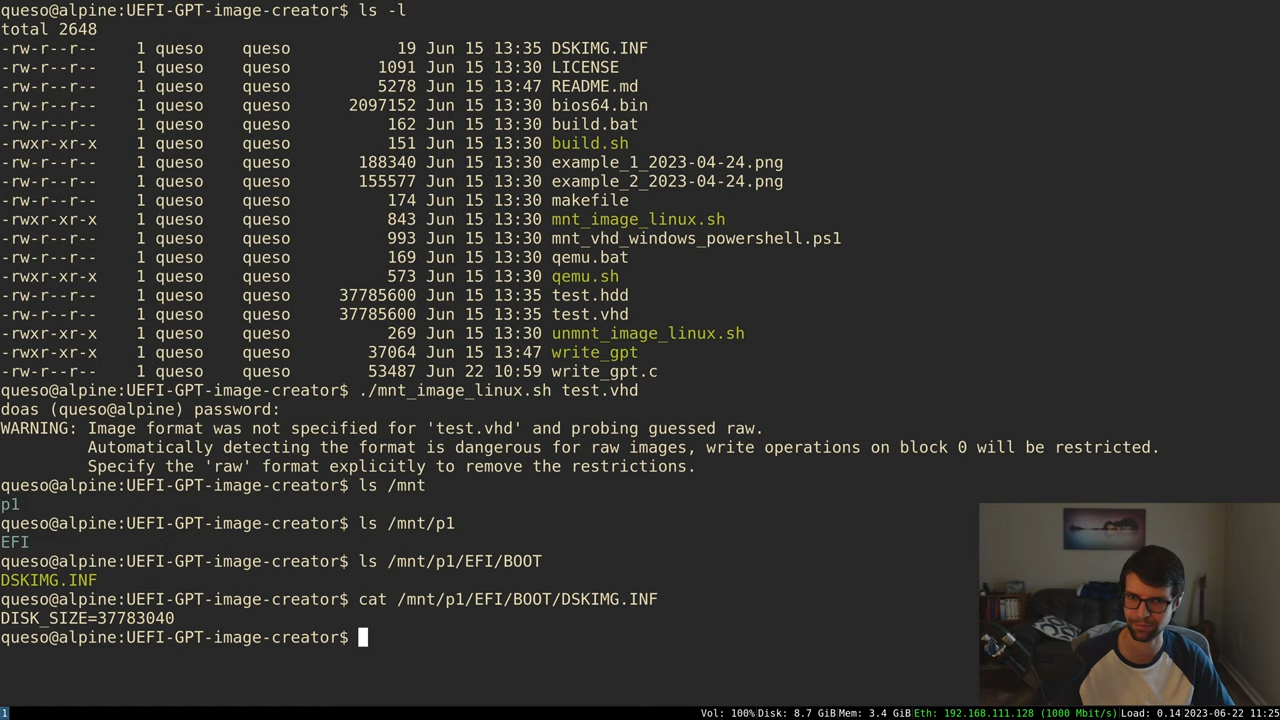 queso@alpine:UEFI-GPT-image-creator$ ls -l
total 2648
-rw-r--r-- 1 queso queso 19 Jun 15 13:35 DSKIMG.INF
-rw-r--r-- 1 queso queso 1091 Jun 15 13:30 LICENSE
-rw-r--r-- 1 queso queso 5278 Jun 15 13:47 README.md
-rw-r--r-- 1 queso queso 2097152 Jun 15 13:30 bios64.bin
-rw-r--r-- 1 queso queso 162 Jun 15 13:30 build.bat
-rwxr-xr-x 1 queso queso 151 Jun 15 13:30 build.sh
-rw-r--r-- 1 queso queso 188340 Jun 15 13:30 example_1_2023-04-24.png
-rw-r--r-- 1 queso queso 155577 Jun 15 13:30 example_2_2023-04-24.png
-rw-r--r-- 1 queso queso 174 Jun 15 13:30 makefile
-rwxr-xr-x 1 queso queso 843 Jun 15 13:30 mnt_image_linux.sh
-rw-r--r-- 1 queso queso 993 Jun 15 13:30 mnt_vhd_windows_powershell.ps1
-rw-r--r-- 1 queso queso 169 Jun 15 13:30 qemu.bat
-rwxr-xr-x 1 queso queso 573 Jun 15 13:30 qemu.sh
-rw-r--r-- 1 queso queso 37785600 Jun 15 13:35 test.hdd
-rw-r--r-- 1 queso queso 37785600 Jun 15 13:35 test.vhd
-rwxr-xr-x 1 queso queso 269 Jun 15 13:30 unmnt_image_linux.sh
-rwxr-xr-x 1 queso queso 37064 Jun 15 13:47 write_gpt
-rw-r--r-- 1 queso queso 53487 Jun 22 10:59 write_gpt.c
queso@alpine:UEFI-GPT-image-creator$ ./mnt_image_linux.sh test.vhd
doas (queso@alpine) password:
WARNING: Image format was not specified for 'test.vhd' and probing guessed raw.
Automatically detecting the format is dangerous for raw images, write operations on block 0 will be restricted.
Specify the 'raw' format explicitly to remove the restrictions.
queso@alpine:UEFI-GPT-image-creator$ ls /mnt
p1
queso@alpine:UEFI-GPT-image-creator$ ls /mnt/p1
EFI
queso@alpine:UEFI-GPT-image-creator$ ls /mnt/p1/EFI/BOOT
DSKIMG.INF
queso@alpine:UEFI-GPT-image-creator$ cat /mnt/p1/EFI/BOOT/DSKIMG.INF
DISK_SIZE=37783040
queso@alpine:UEFI-GPT-image-creator$
1 Vol: 100% Disk: 8.7 GiB Mem: 3.4 GiB Eth: 192.168.111.128 (1000 Mbit/s) Load: 0.14 2023-06-22 11:25